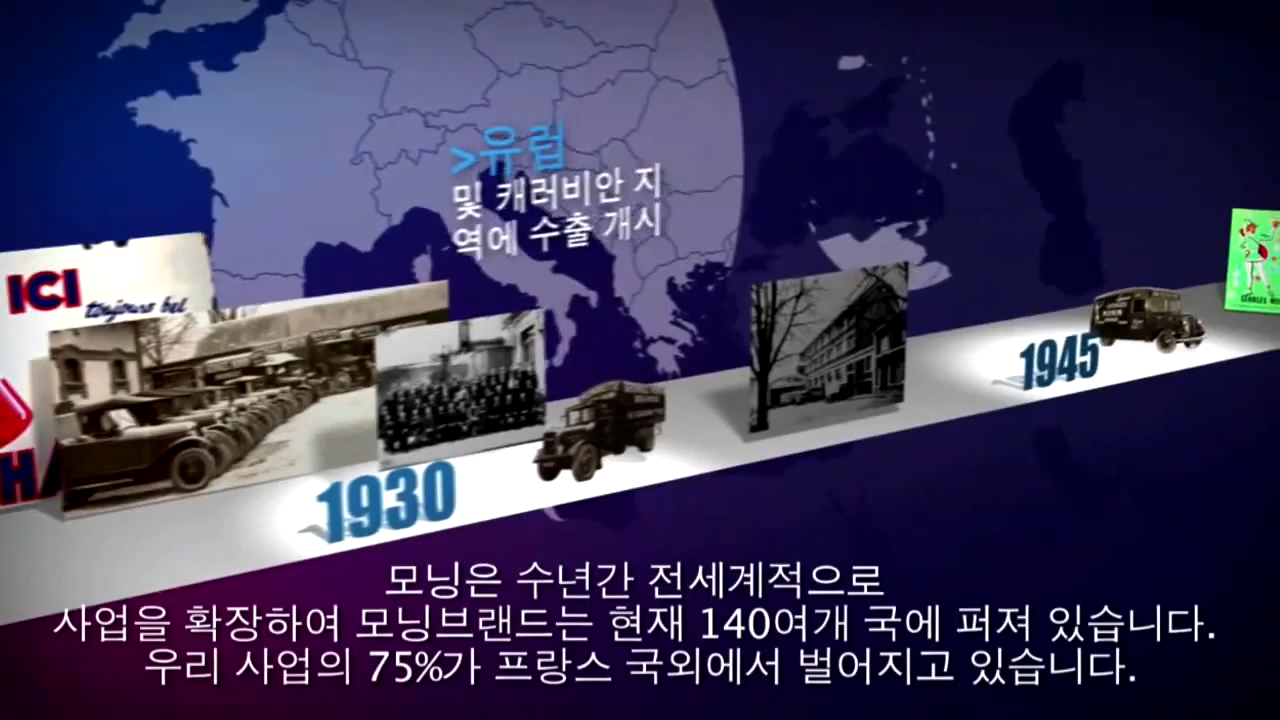 >유럽
및 캐러비안 지
역에 수출 개시
ICI
toujours bel
HA
1930
1945
모닝은 수년간 전세계적으로
사업을 확장하여 모닝브랜드는 현재 140여개 국에 퍼져 있습니다.
우리 사업의 75%가 프랑스 국외에서 벌어지고 있습니다.